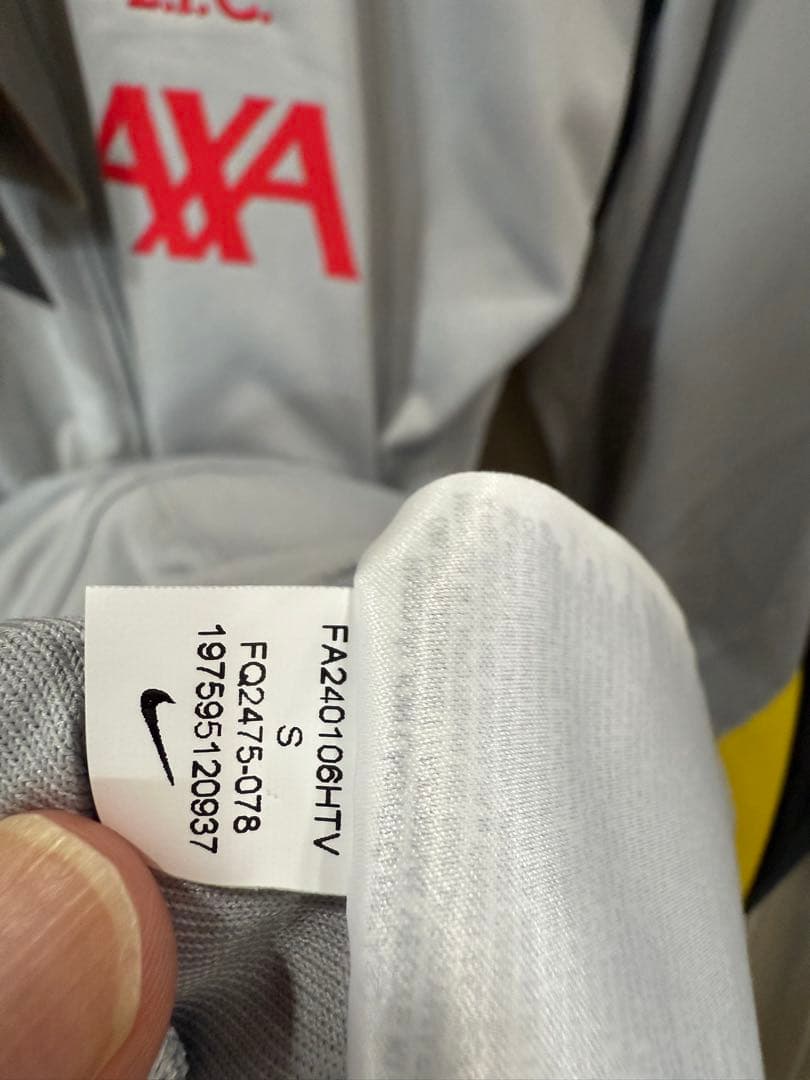 L.F.C.
AXA
FA240106HTV
S
FQ2475-078
197595120937